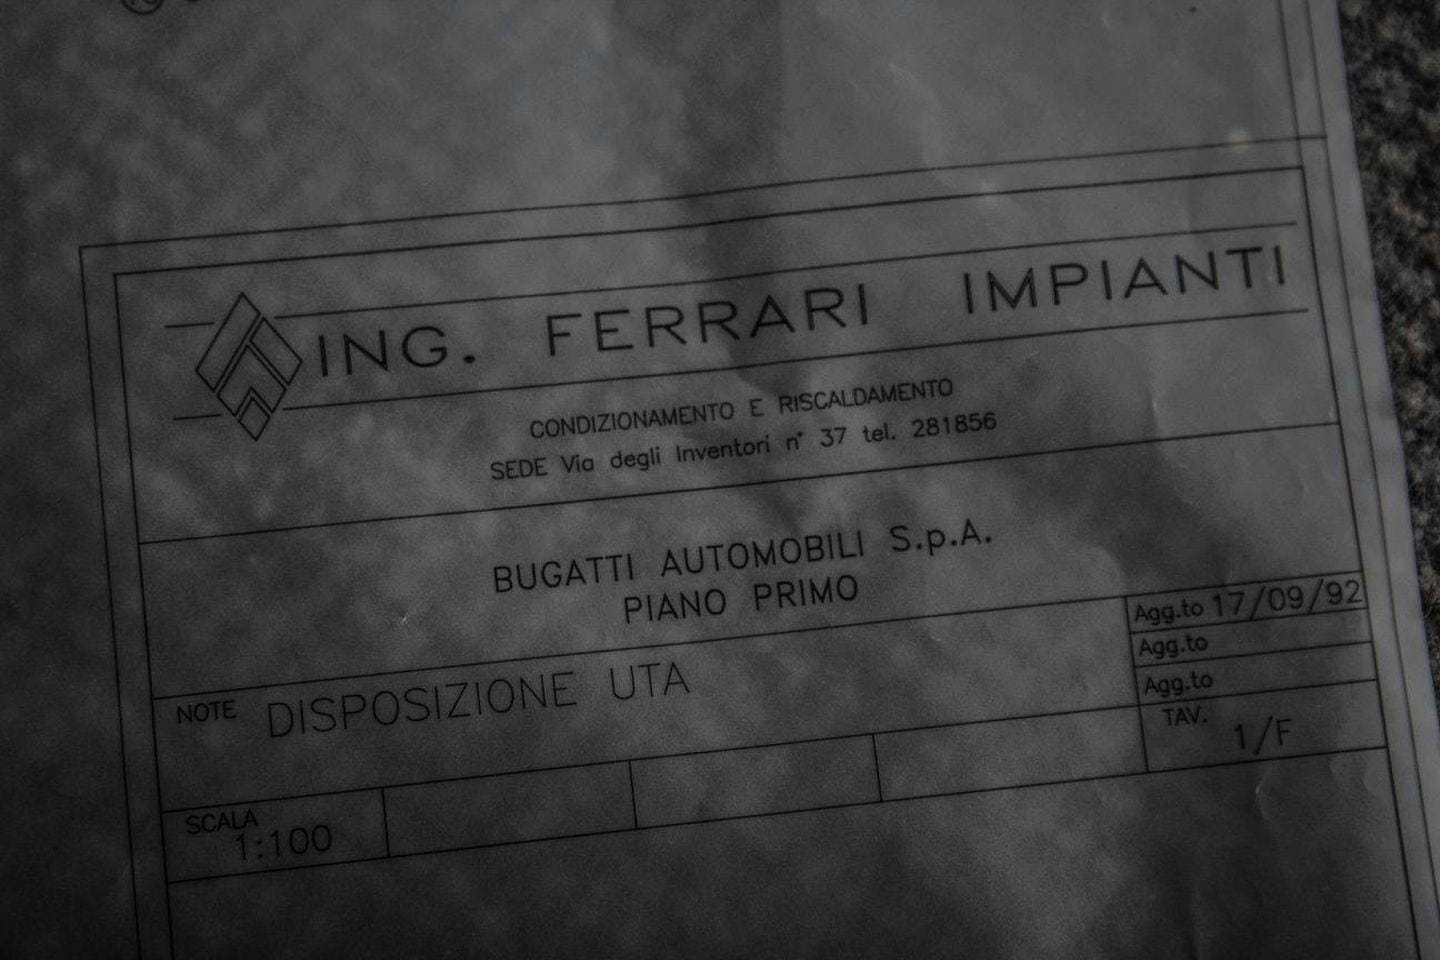 ING. FERRARI IMPIANTI
CONDIZIONAMENTO E RISCALDAMENTO
SEDE Via degli Inventori n° 37 tel. 281856
BUGATTI AUTOMOBILI S.p.A.
PIANO PRIMO
Agg.to 17/09/92
Agg.to
Agg.to
NOTE DISPOSIZIONE UTA
TAV.
1/F
SCALA
1:100